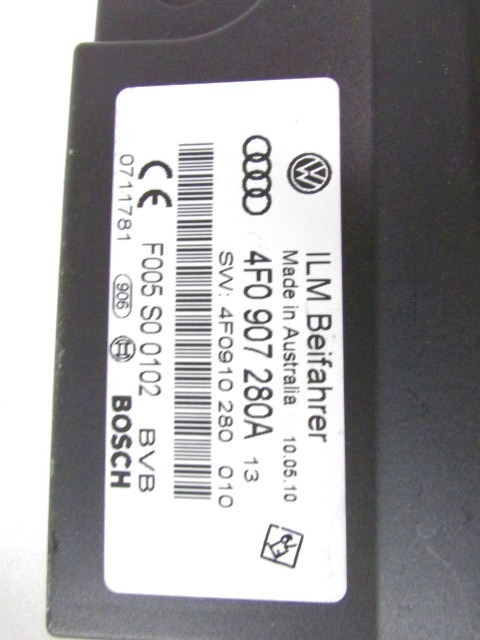 ILM Beifahrer
Made in Australia 10.05.10
4F0 907 280A 13
SW: 4F0910 280 010
F005 S0 0102 BVB
0711781 906 BOSCH